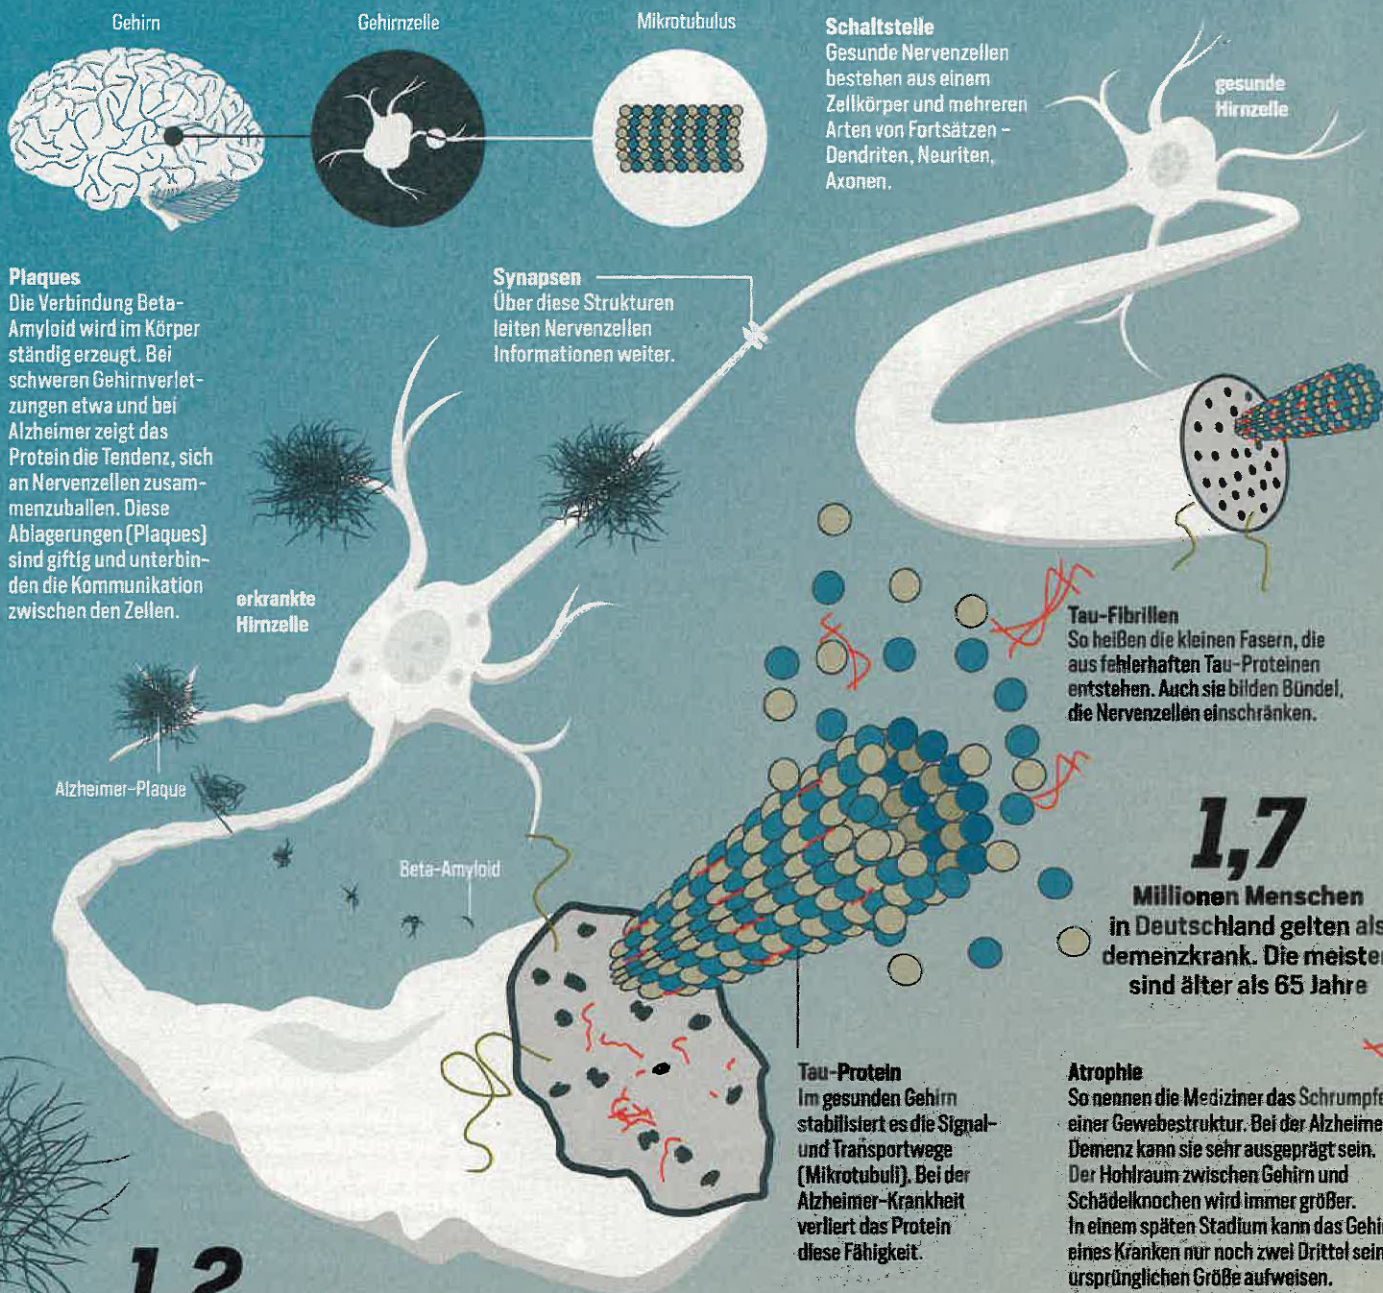 Gehirn
Gehirnzelle
Mikrotubulus
Schaltstelle
Gesunde Nervenzellen
bestehen aus einem
Zellkörper und mehreren
Arten von Fortsätzen –
Dendriten, Neuriten,
Axonen.
gesunde
Hirnzelle
Plaques
Die Verbindung Beta-
Amyloid wird im Körper
ständig erzeugt. Bei
schweren Gehirnverlet-
zungen etwa und bei
Alzheimer zeigt das
Protein die Tendenz, sich
an Nervenzellen zusam-
menzuballen. Diese
Ablagerungen (Plaques)
sind giftig und unterbin-
den die Kommunikation
zwischen den Zellen.
Synapsen
Über diese Strukturen
leiten Nervenzellen
Informationen weiter.
erkrankte
Hirnzelle
Tau-Fibrillen
So heißen die kleinen Fasern, die
aus fehlerhaften Tau-Proteinen
entstehen. Auch sie bilden Bündel,
die Nervenzellen einschränken.
Alzheimer-Plaque
Beta-Amyloid
1,7
Millionen Menschen
in Deutschland gelten als
demenzkrank. Die meiste
sind älter als 65 Jahre
Tau-Protein
Im gesunden Gehirn
stabilisiert es die Signal-
und Transportwege
(Mikrotubuli). Bei der
Alzheimer-Krankheit
verliert das Protein
diese Fähigkeit.
Atrophie
So nennen die Mediziner das Schrumpfe
einer Gewebestruktur. Bei der Alzheime
Demenz kann sie sehr ausgeprägt sein.
Der Hohlraum zwischen Gehirn und
Schädelknochen wird immer größer.
In einem späten Stadium kann das Gehi
eines Kranken nur noch zwei Drittel sein
ursprünglichen Größe aufweisen.